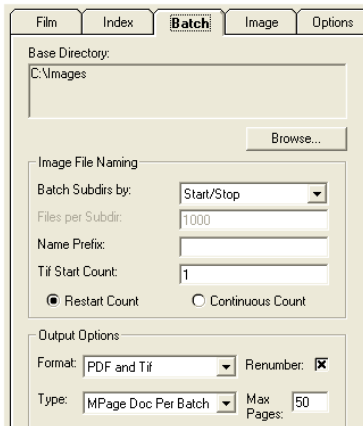 Film Index Batch Image Options
Base Directory:
C:\Images
Browse...
Image File Naming
Batch Subdirs by: Start/Stop
Files per Subdir: 1000
Name Prefix:
Tif Start Count: 1
Restart Count Continuous Count
Output Options
Format: PDF and Tif Renumber:
Type: MPage Doc Per Batch Max Pages: 50